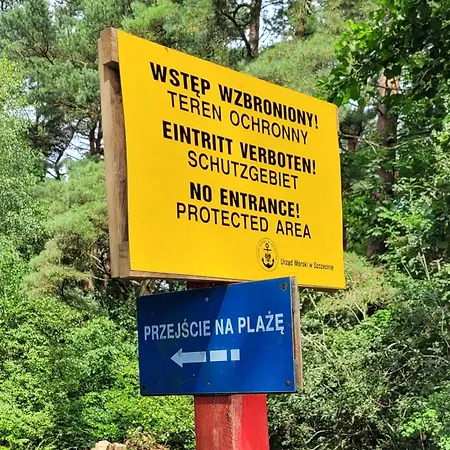 WSTĘP WZBRONIONY!
TEREN OCHRONNY
EINTRITT VERBOTEN!
SCHUTZGEBIET
NO ENTRANCE!
PROTECTED AREA
Urząd Morski w Szczecinie
PRZEJŚCIE NA PLAŻĘ